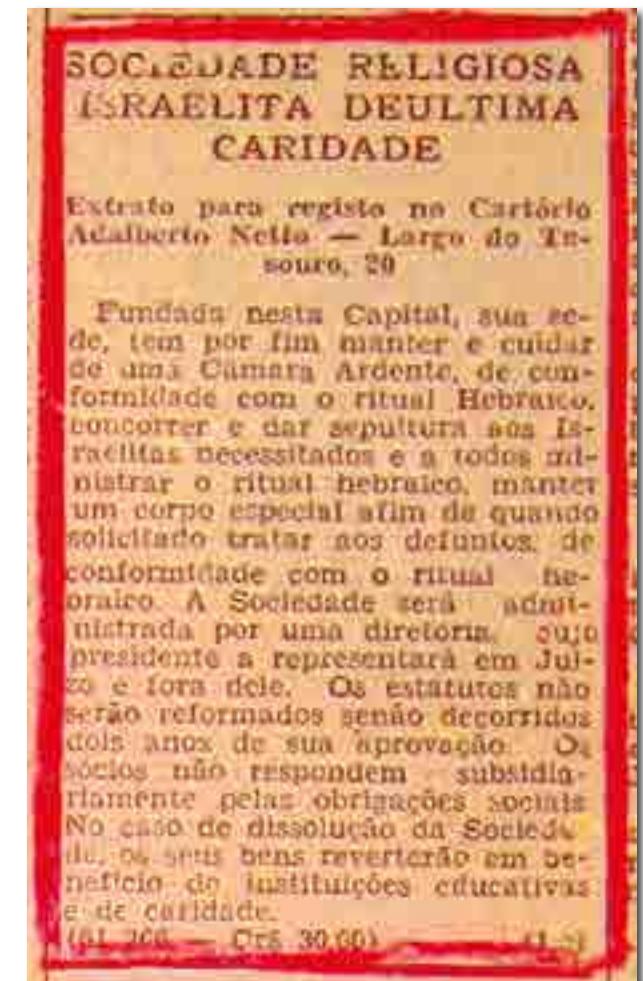 SOCIEDADE RELIGIOSA
ISRAELITA DEULTIMA
CARIDADE
Extrato para registo no Cartório
Adalberto Netto — Largo do Te-
souro, 20
Fundada nesta Capital, sua se-
de, tem por fim manter e cuidar
de uma Câmara Ardente, de con-
formidade com o ritual Hebraico,
concorrer e dar sepultura aos Is-
raelitas necessitados e a todos mi-
nistrar o ritual hebraico, manter
um corpo especial afim de quando
solicitado tratar aos defuntos, de
conformidade com o ritual he-
braico. A Sociedade será admi-
nistrada por uma diretoria, cujo
presidente a representará em Jui-
zo e fora dele. Os estatutos não
serão reformados senão decorridos
dois anos de sua aprovação. Os
sócios não respondem subsidia-
riamente pelas obrigações sociais
No caso de dissolução da Socieda-
de, os seus bens reverterão em be-
nefício de instituições educativas
e de caridade.
— Cr$ 30,00)